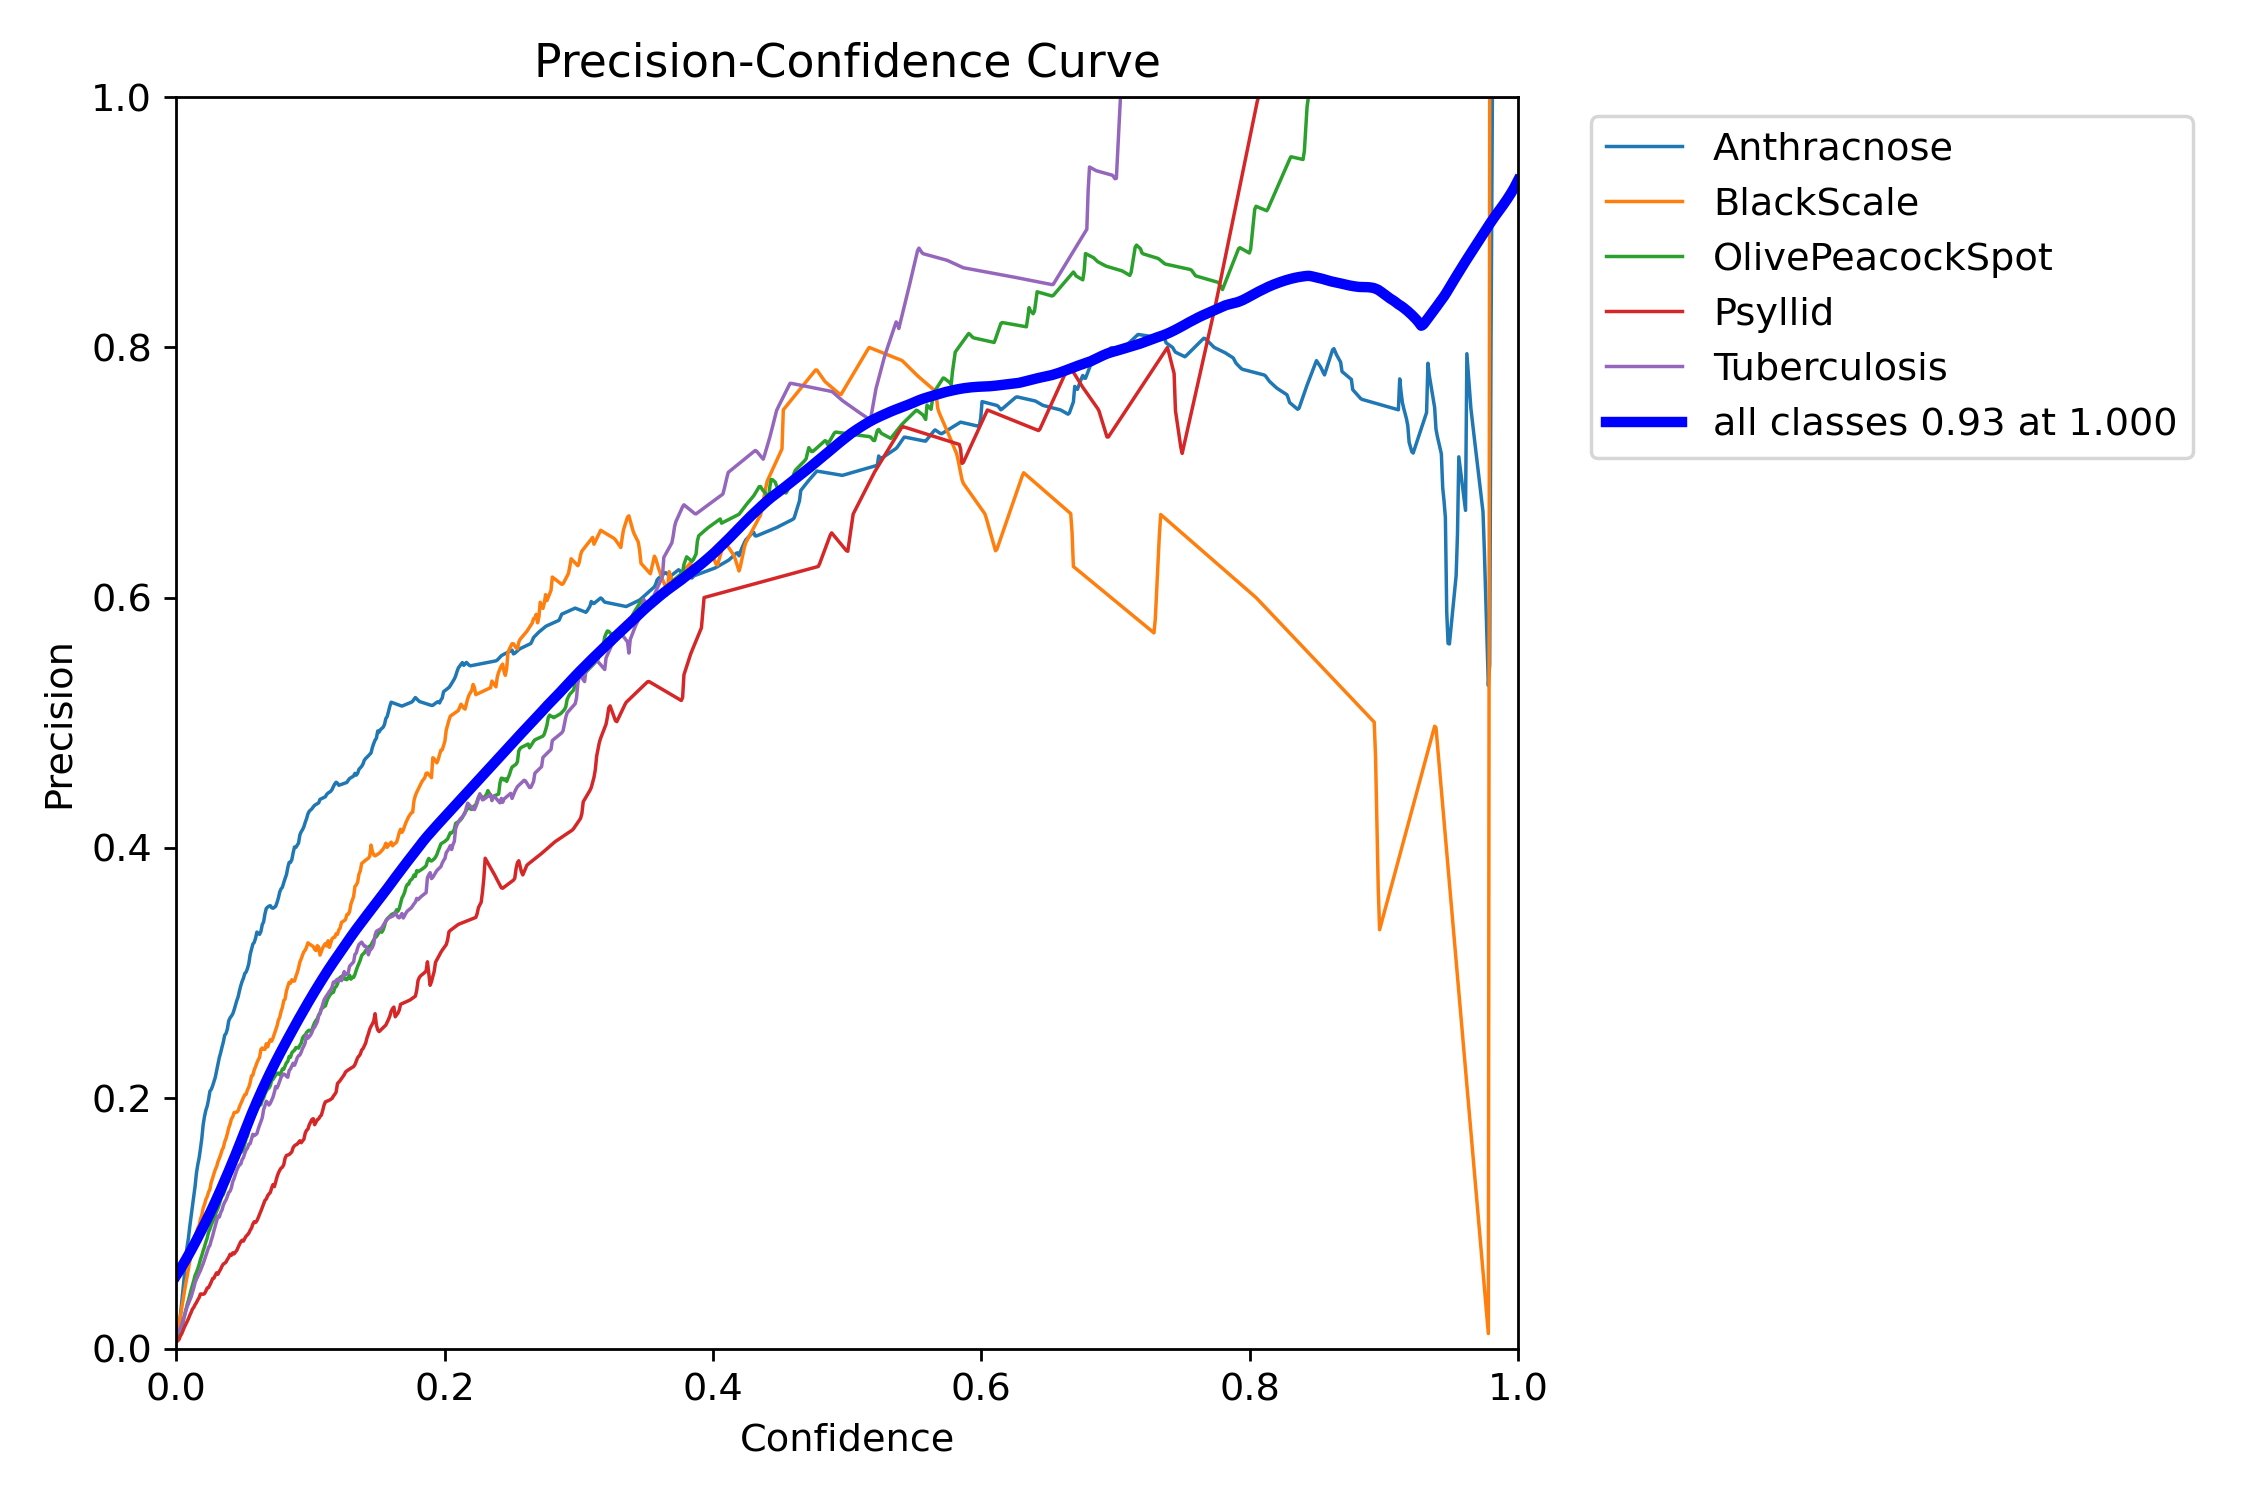 Precision-Confidence Curve
1.0
0.8
0.6
0.4
0.2
0.0
Precision
0.0 0.2 0.4 0.6 0.8 1.0
Confidence
Anthracnose
BlackScale
OlivePeacockSpot
Psyllid
Tuberculosis
all classes 0.93 at 1.000